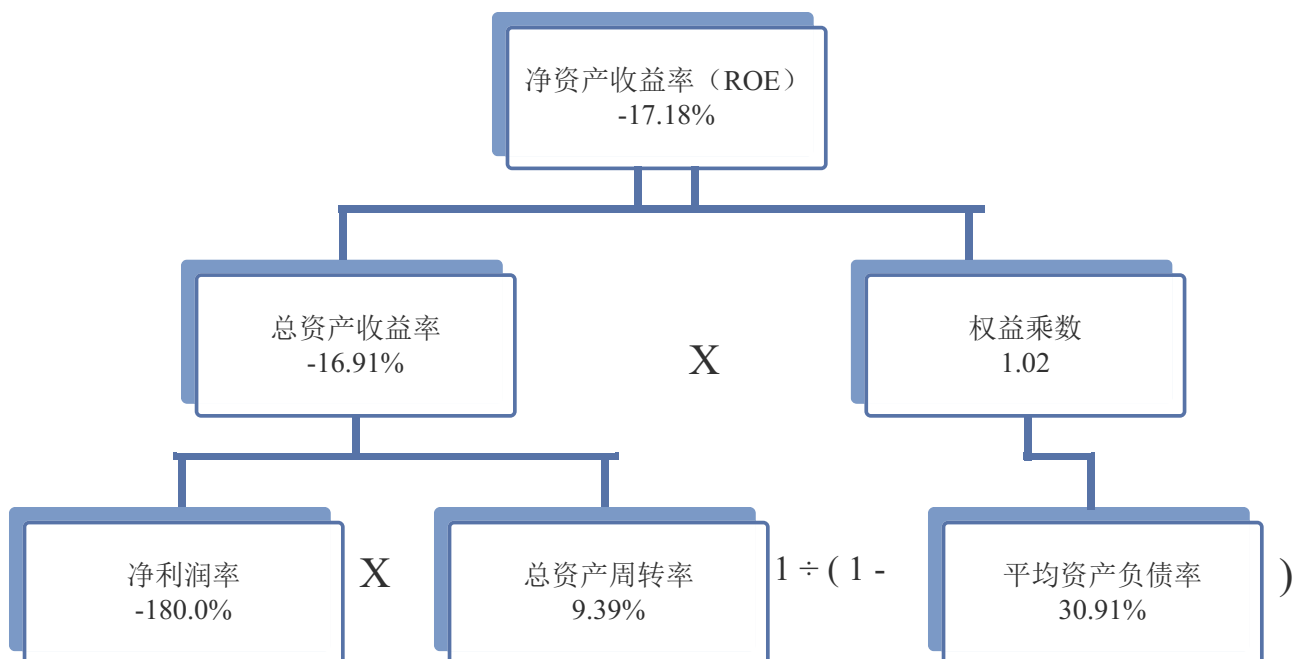 净资产收益率（ROE）
-17.18%
总资产收益率
-16.91%
X
权益乘数
1.02
净利润率
-180.0%
X
总资产周转率
9.39%
1 ÷ ( 1 -
平均资产负债率
30.91%
)